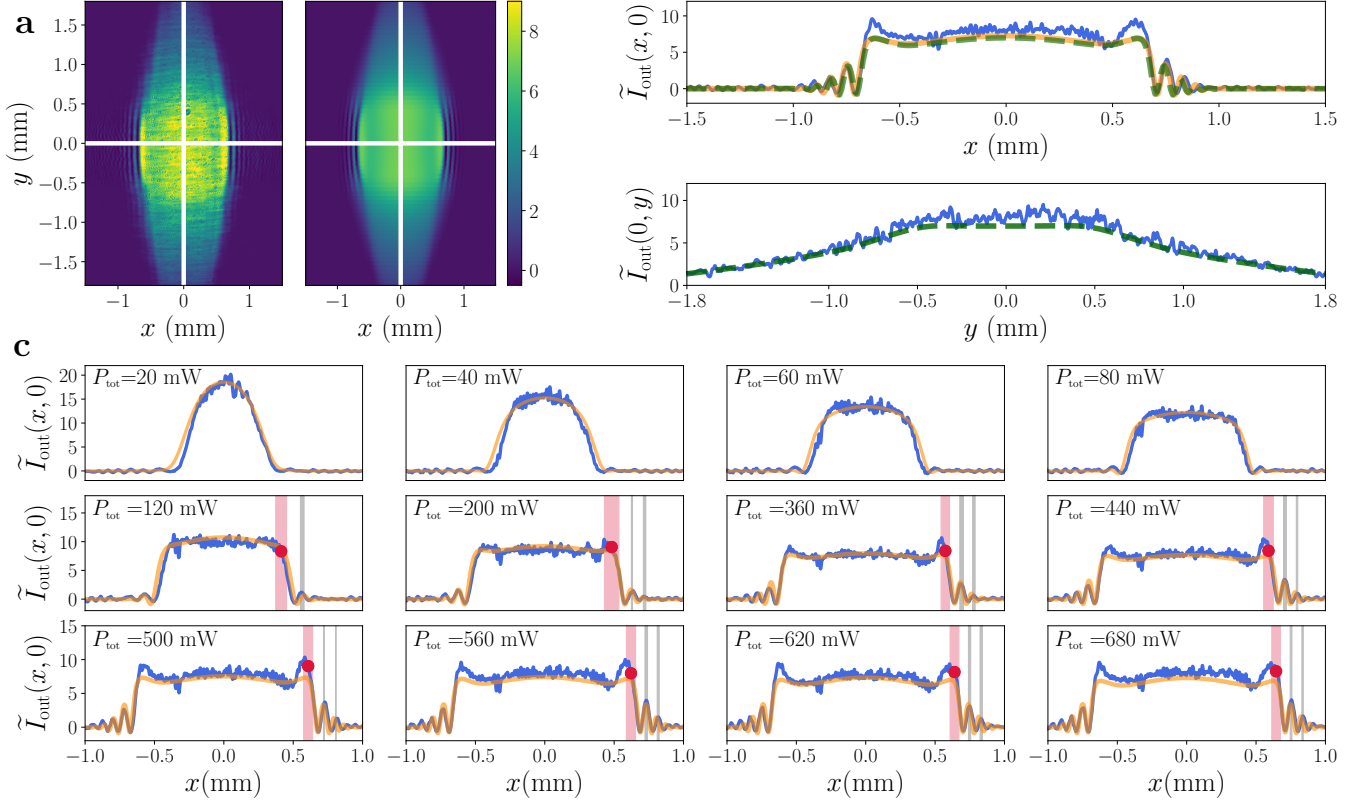 a
1.5
1.0
0.5
0.0
−0.5
−1.0
−1.5
y (mm)
−1 0 1
x (mm)
−1 0 1
x (mm)
8
6
4
2
0
10
5
0
Ĩout(x, 0)
−1.5 −1.0 −0.5 0.0 0.5 1.0 1.5
x (mm)
10
5
0
Ĩout(0, y)
−1.8 −1.0 −0.5 0.0 0.5 1.0 1.8
y (mm)
c
20
15
10
5
0
Ĩout(x, 0)
Ptot=20 mW
Ptot=40 mW
Ptot=60 mW
Ptot=80 mW
15
10
5
0
Ĩout(x, 0)
Ptot=120 mW
Ptot=200 mW
Ptot=360 mW
Ptot=440 mW
15
10
5
0
Ĩout(x, 0)
Ptot=500 mW
Ptot=560 mW
Ptot=620 mW
Ptot=680 mW
−1.0 −0.5 0.0 0.5 1.0
−1.0 −0.5 0.0 0.5 1.0
−1.0 −0.5 0.0 0.5 1.0
−1.0 −0.5 0.0 0.5 1.0
x(mm)
x(mm)
x(mm)
x(mm)